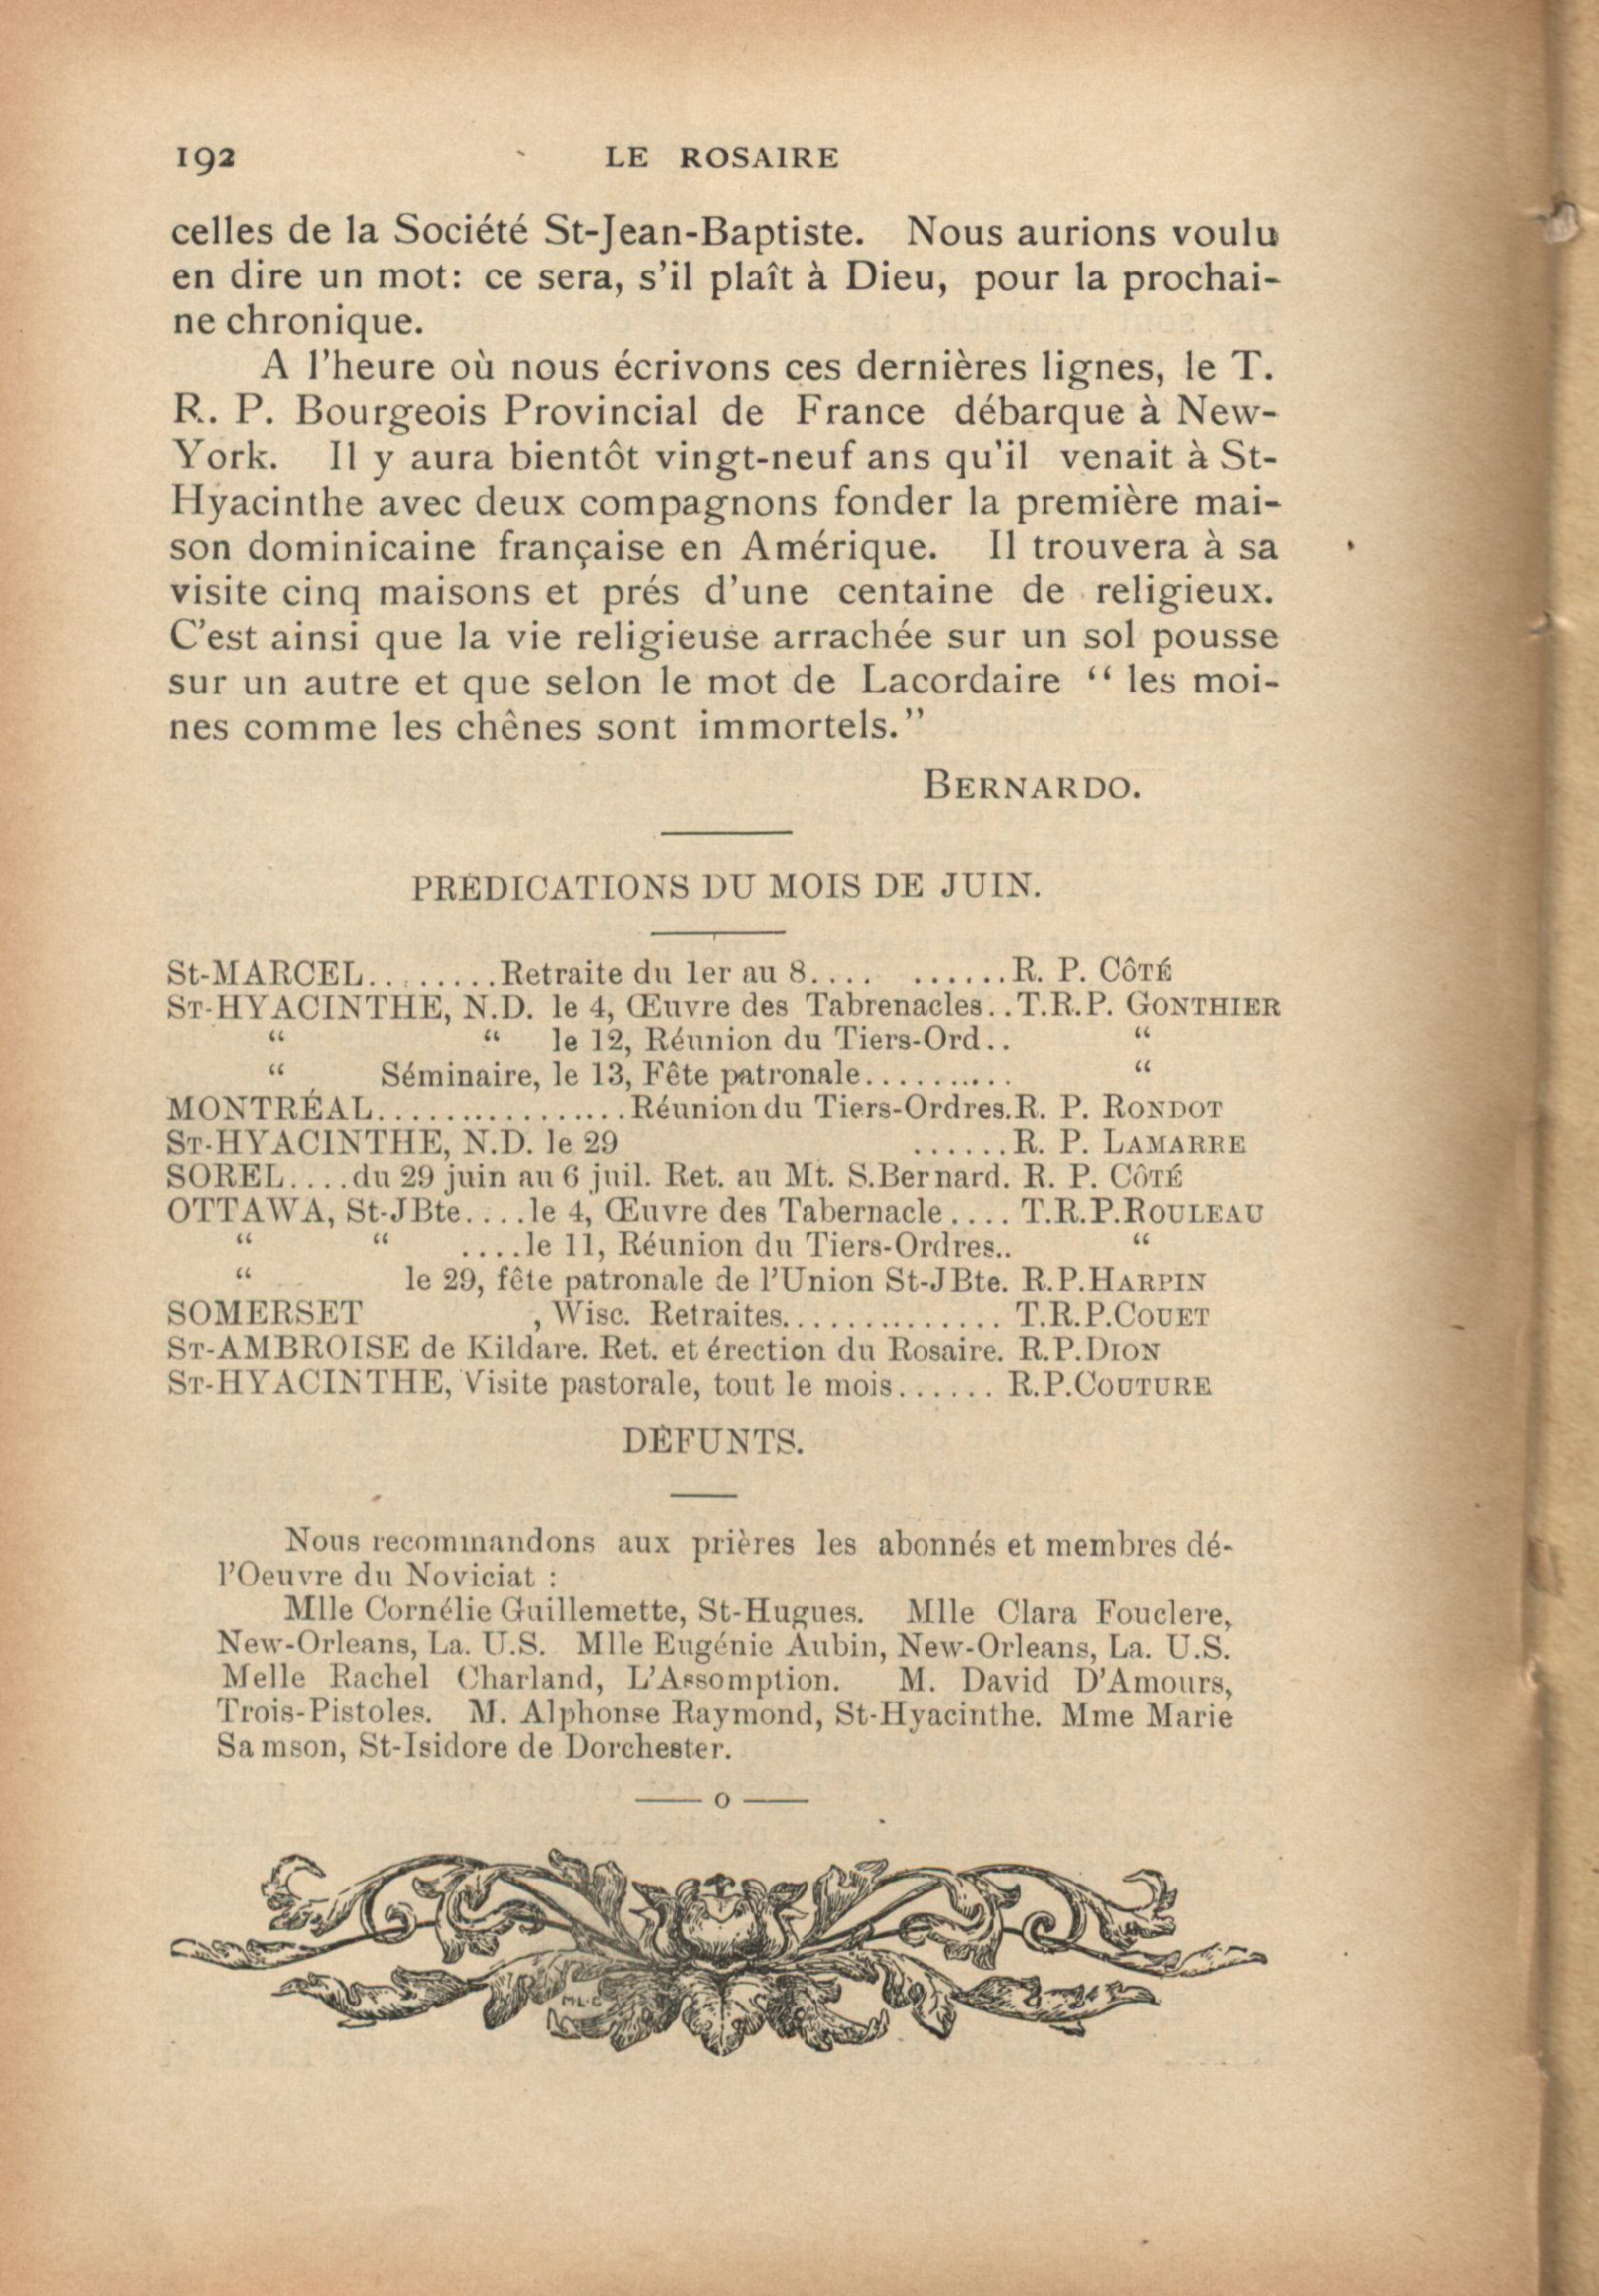 192 LE ROSAIRE
celles de la Société St-Jean-Baptiste. Nous aurions voulu
en dire un mot: ce sera, s'il plaît à Dieu, pour la prochai-
ne chronique.
A l'heure où nous écrivons ces dernières lignes, le T.
R. P. Bourgeois Provincial de France débarque à New-
York. Il y aura bientôt vingt-neuf ans qu'il venait à St-
Hyacinthe avec deux compagnons fonder la première mai-
son dominicaine française en Amérique. Il trouvera à sa
visite cinq maisons et prés d'une centaine de religieux.
C'est ainsi que la vie religieuse arrachée sur un sol pousse
sur un autre et que selon le mot de Lacordaire “ les moi-
nes comme les chênes sont immortels.”
BERNARDO.
PRÉDICATIONS DU MOIS DE JUIN.
St-MARCEL.........Retraite du 1er au 8.... ......R. P. CÔTÉ
ST-HYACINTHE, N.D. le 4, Œuvre des Tabrenacles..T.R.P. GONTHIER
“ “ le 12, Réunion du Tiers-Ord.. “
“ Séminaire, le 13, Fête patronale.......... “
MONTRÉAL.................Réunion du Tiers-Ordres.R. P. RONDOT
ST-HYACINTHE, N.D. le 29 ......R. P. LAMARRE
SOREL....du 29 juin au 6 juil. Ret. au Mt. S.Bernard. R. P. CÔTÉ
OTTAWA, St-JBte....le 4, Œuvre des Tabernacle.... T.R.P.ROULEAU
“ “ ....le 11, Réunion du Tiers-Ordres.. “
“ le 29, fête patronale de l'Union St-JBte. R.P.HARPIN
SOMERSET , Wisc. Retraites............... T.R.P.COUET
ST-AMBROISE de Kildare. Ret. et érection du Rosaire. R.P.DION
ST-HYACINTHE, Visite pastorale, tout le mois...... R.P.COUTURE
DÉFUNTS.
Nous recommandons aux prières les abonnés et membres dé-
l'Oeuvre du Noviciat :
Mlle Cornélie Guillemette, St-Hugues. Mlle Clara Fouclere,
New-Orleans, La. U.S. Mlle Eugénie Aubin, New-Orleans, La. U.S.
Melle Rachel Charland, L'Assomption. M. David D'Amours,
Trois-Pistoles. M. Alphonse Raymond, St-Hyacinthe. Mme Marie
Samson, St-Isidore de Dorchester.
— o —
ML.C